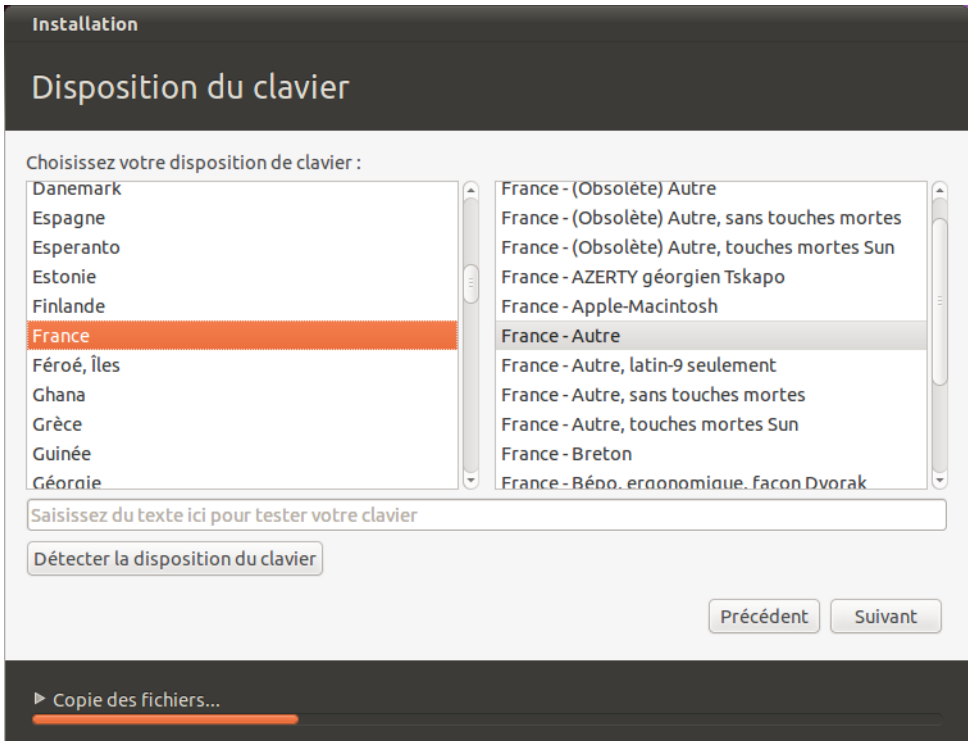 Installation
Disposition du clavier
Choisissez votre disposition de clavier :
Danemark
Espagne
Esperanto
Estonie
Finlande
France
Féroé, Îles
Ghana
Grèce
Guinée
Géorgie
France - (Obsolète) Autre
France - (Obsolète) Autre, sans touches mortes
France - (Obsolète) Autre, touches mortes Sun
France - AZERTY géorgien Tskapo
France - Apple-Macintosh
France - Autre
France - Autre, latin-9 seulement
France - Autre, sans touches mortes
France - Autre, touches mortes Sun
France - Breton
France - Bépo, ergonomique, façon Dvorak
Saisissez du texte ici pour tester votre clavier
Détecter la disposition du clavier
Précédent
Suivant
Copie des fichiers...